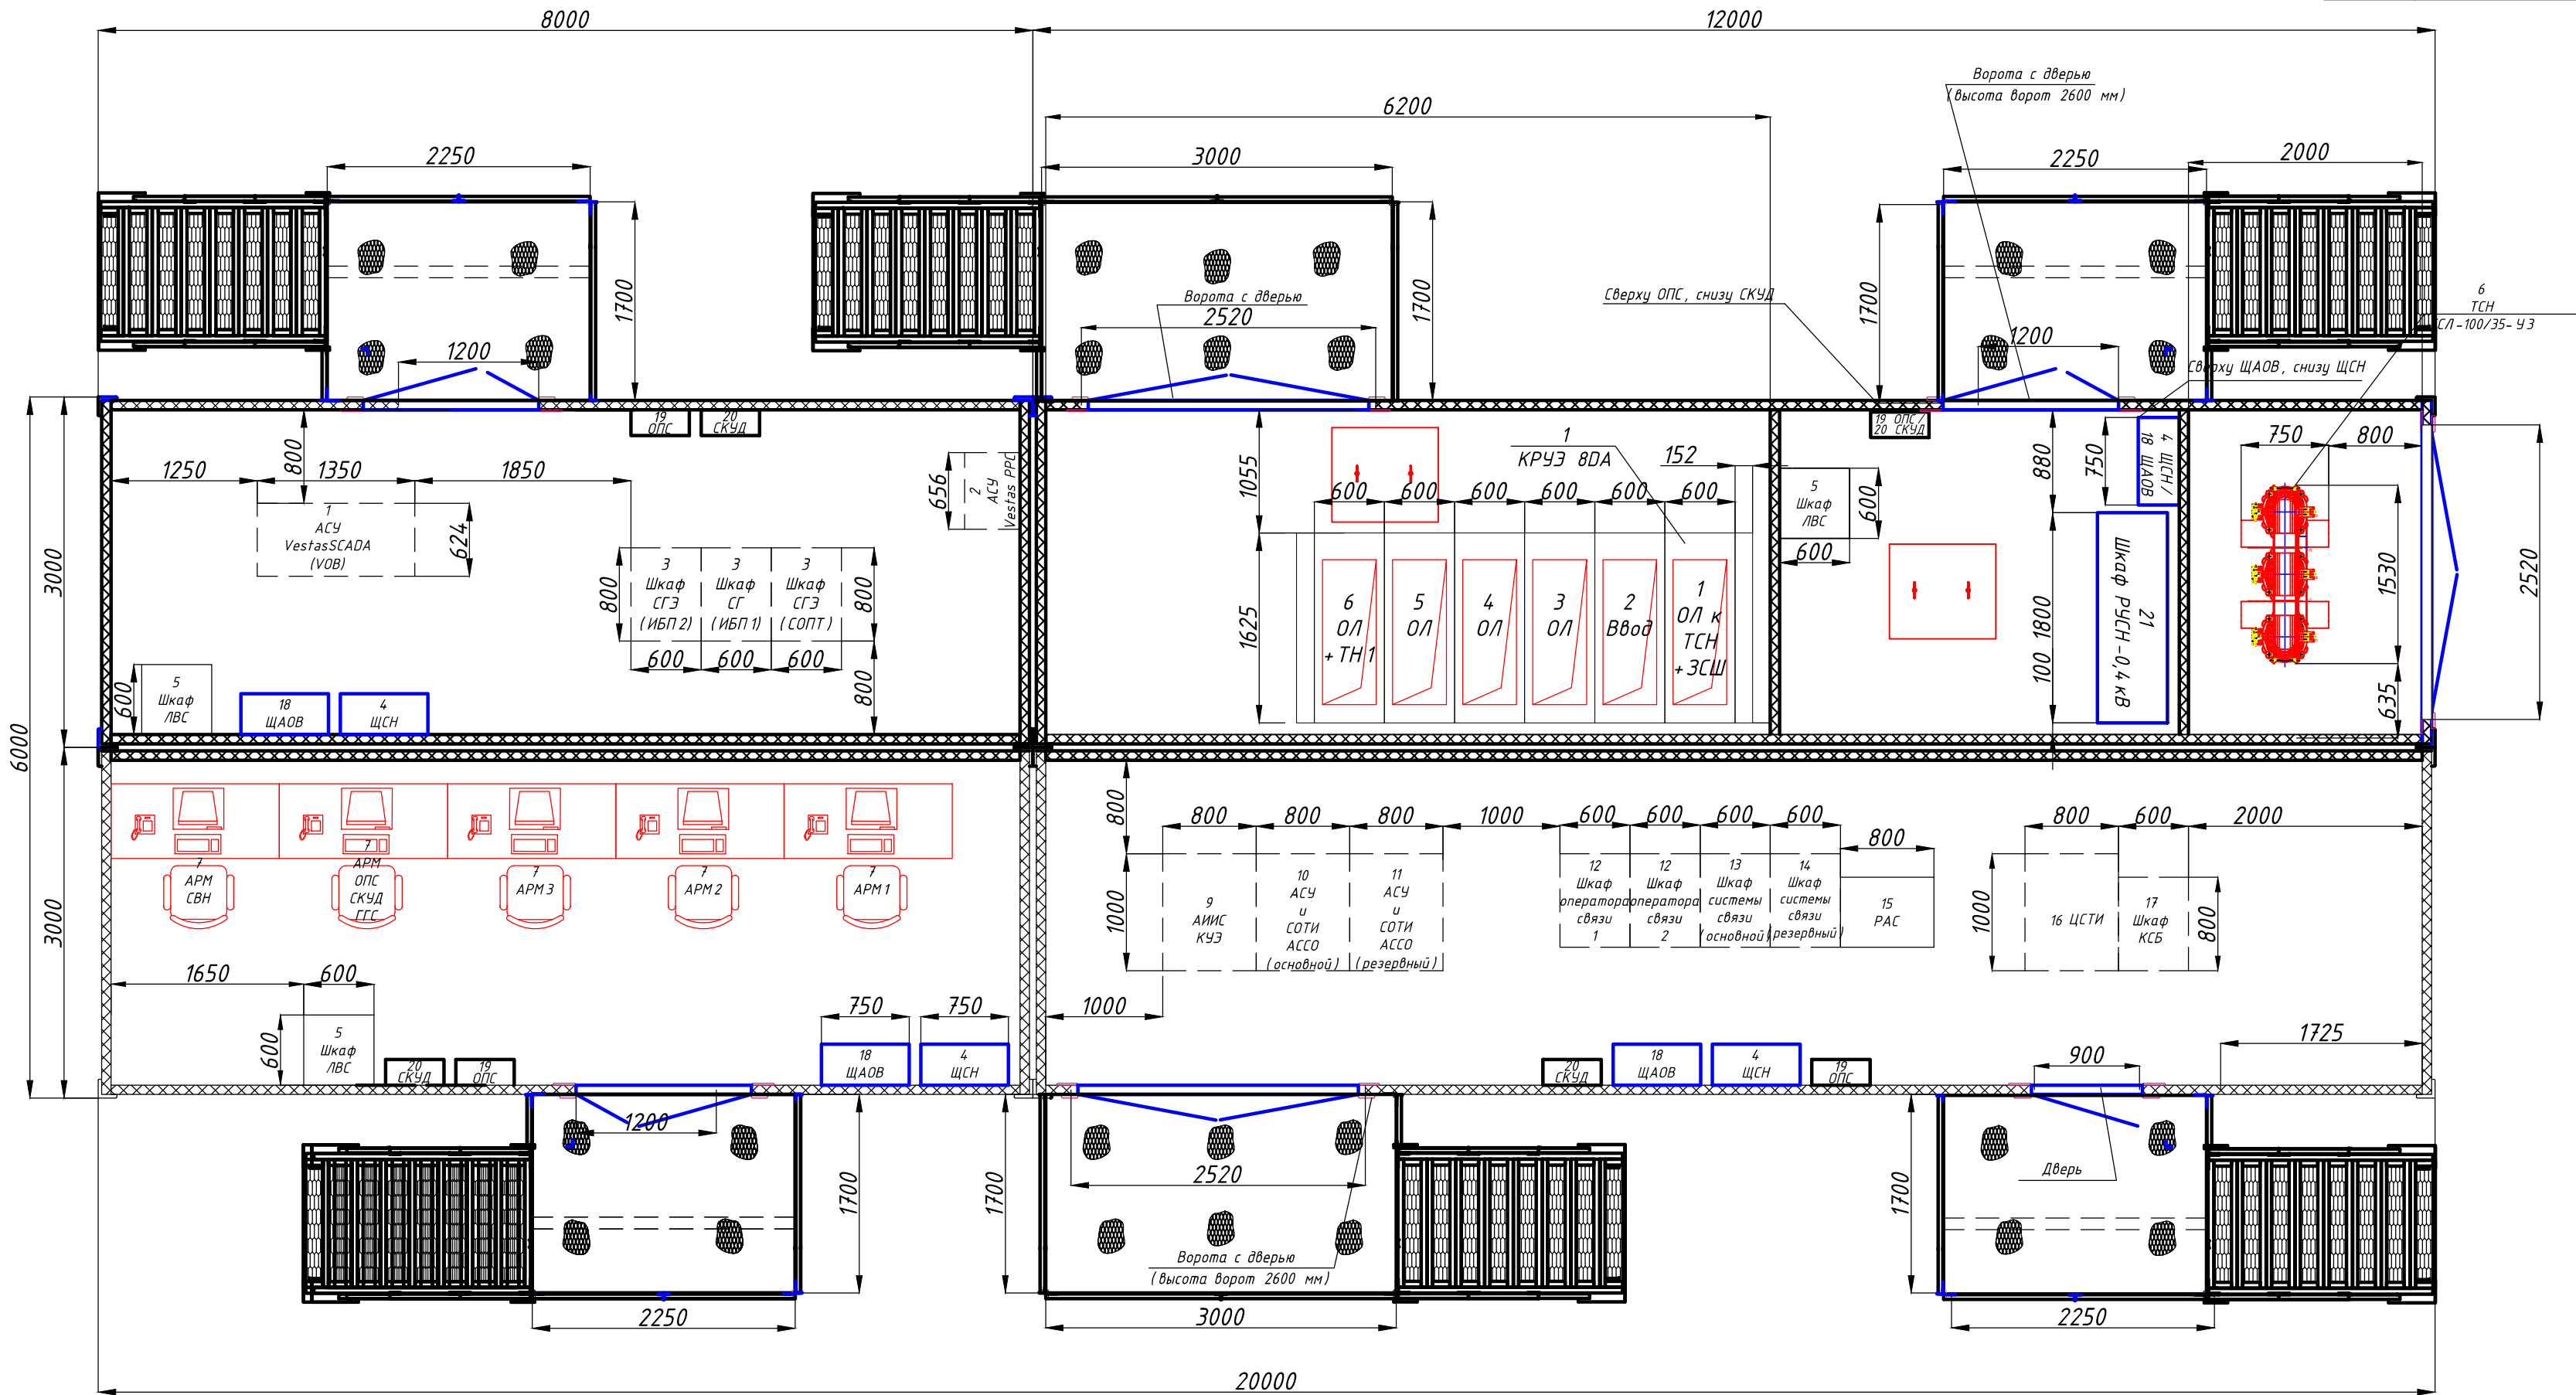 8000
12000
Ворота с дверью
(высота ворот 2600 мм)
6200
2250
3000
2250
2000
1700
1700
1700
Ворота с дверью
2520
1200
1200
Сверху ОПС, снизу СКУД
Сверху ЩАОВ, снизу ЩСН
6
ТСН
СЛ-100/35-У3
19
ОПС
20
СКУД
19 ОПС /
20 СКУД
4 ЩСН /
18 ЩАОВ
800
1250
1350
1850
656
2
АСУ
Vestas PPC
1
АСУ
VestasSCADA
(VOB)
624
1055
1
КРУЭ 8DA
152
600
600
600
600
600
600
5
Шкаф
ЛВС
600
600
880
750
750
800
3000
6000
800
3
Шкаф
СГЭ
(ИБП 2)
3
Шкаф
СГ
(ИБП 1)
3
Шкаф
СГЭ
(СОПТ)
800
600
600
600
800
1625
6
ОЛ
+ТН 1
5
ОЛ
4
ОЛ
3
ОЛ
2
Ввод
1
ОЛ к
ТСН
+ЗСШ
100 1800
21
Шкаф РУСН-0,4 кВ
1530
635
2520
600
5
Шкаф
ЛВС
18
ЩАОВ
4
ЩСН
3000
7
АРМ
СВН
7
АРМ
ОПС
СКУД
ГГС
7
АРМ 3
7
АРМ 2
7
АРМ 1
800
800
800
800
1000
600
600
600
600
800
800
600
2000
1000
9
АИИС
КУЭ
10
АСУ
и
СОТИ
АССО
(основной)
11
АСУ
и
СОТИ
АССО
(резервный)
12
Шкаф
оператора
связи
1
12
Шкаф
оператора
связи
2
13
Шкаф
системы
связи
(основной)
14
Шкаф
системы
связи
(резервный)
15
РАС
1000
16 ЦСТИ
17
Шкаф
КСБ
800
1650
600
1000
750
750
1725
600
5
Шкаф
ЛВС
20
СКУД
19
ОПС
18
ЩАОВ
4
ЩСН
20
СКУД
18
ЩАОВ
4
ЩСН
19
ОПС
900
1200
1700
1700
2520
1700
Дверь
Ворота с дверью
(высота ворот 2600 мм)
2250
3000
2250
20000